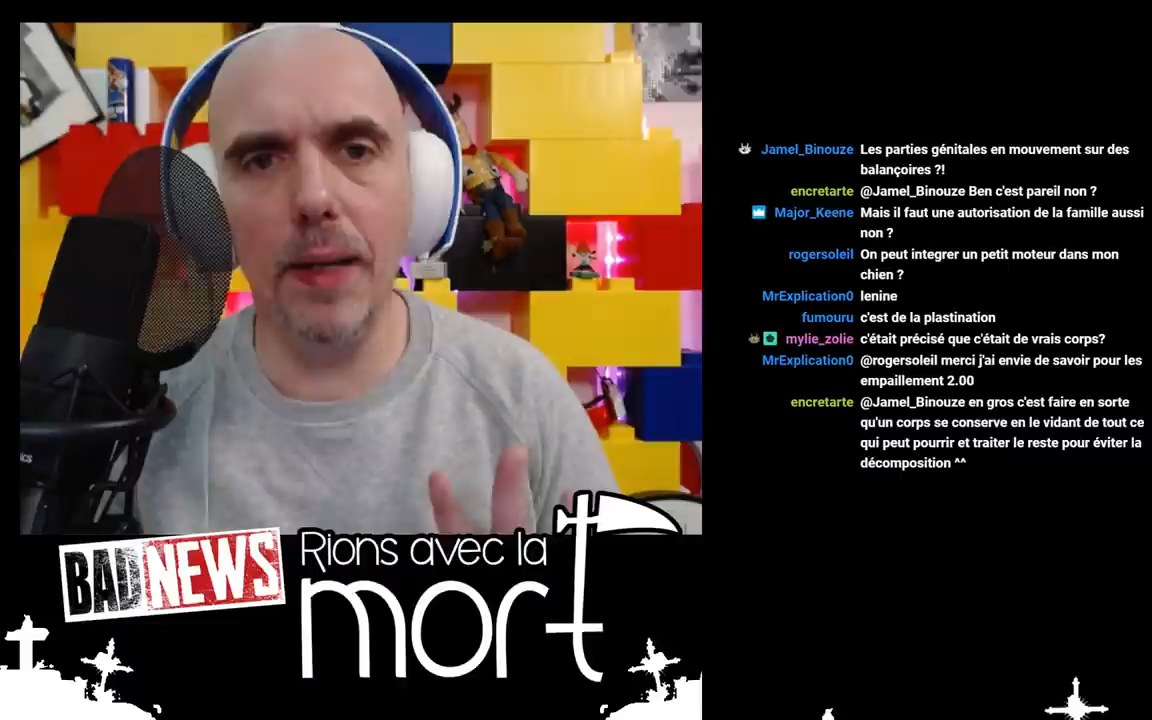 Jamel_Binouze Les parties génitales en mouvement sur des
balançoires ?!
encretarte @Jamel_Binouze Ben c'est pareil non ?
Major_Keene Mais il faut une autorisation de la famille aussi
non ?
rogersoleil On peut integrer un petit moteur dans mon
chien ?
MrExplication0 lenine
fumouru c'est de la plastination
mylie_zolie c'était précisé que c'était de vrais corps?
MrExplication0 @rogersoleil merci j'ai envie de savoir pour les
empaillement 2.00
encretarte @Jamel_Binouze en gros c'est faire en sorte
qu'un corps se conserve en le vidant de tout ce
qui peut pourrir et traiter le reste pour éviter la
décomposition ^^
BAD NEWS
Rions avec la
mort